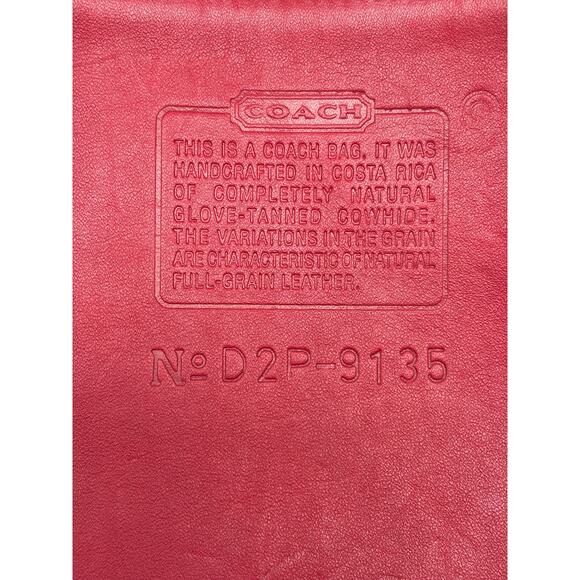 COACH
THIS IS A COACH BAG. IT WAS
HANDCRAFTED IN COSTA RICA
OF COMPLETELY NATURAL
GLOVE-TANNED COWHIDE.
THE VARIATIONS IN THE GRAIN
ARE CHARACTERISTIC OF NATURAL
FULL-GRAIN LEATHER.
No D2P-9135